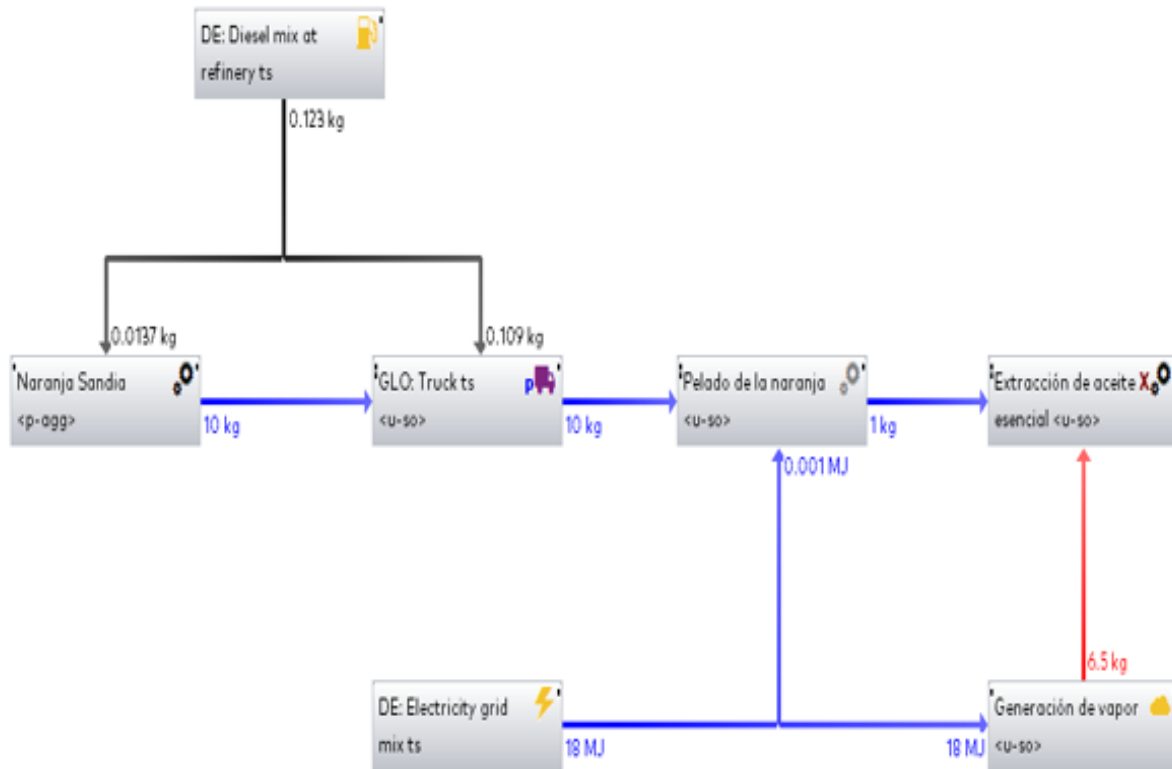 DE: Diesel mix at
refinery ts
0.123 kg
0.0137 kg
0.109 kg
Naranja Sandia
<p-agg>
10 kg
GLO: Truck ts
<u-so>
p
10 kg
Pelado de la naranja
<u-so>
1 kg
Extracción de aceite X
esencial <u-so>
0.001 MJ
6.5 kg
DE: Electricity grid
mix ts
18 MJ
18 MJ
Generación de vapor
<u-so>